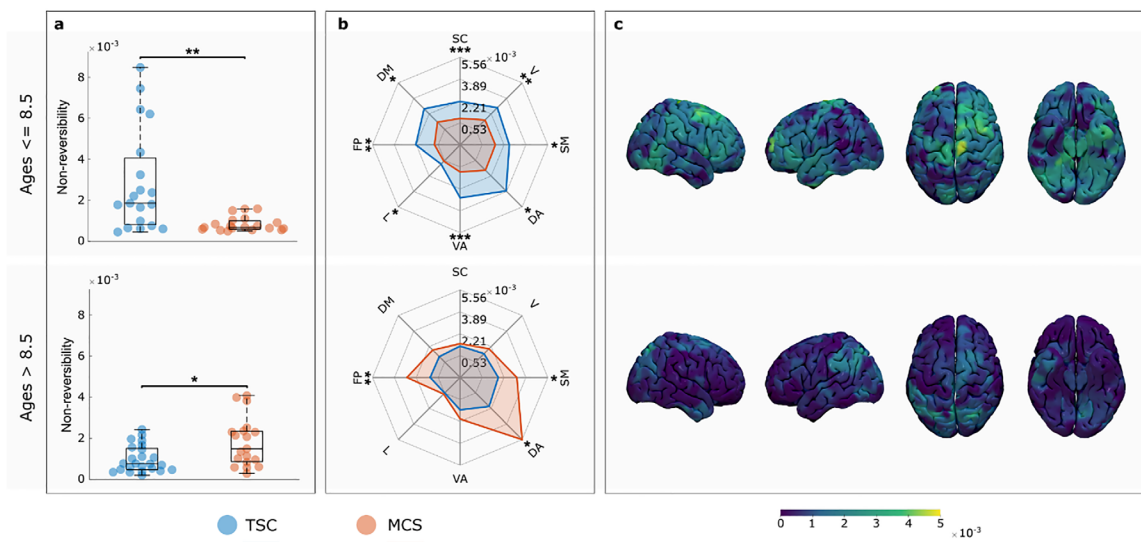 a
b
c
Ages <= 8.5
Non-reversibility
×10⁻³
8
6
4
2
0
**
SC
***
×10⁻³
5.56
3.89
2.21
0.53
V
**
SM
*
DA
*
VA
***
L
*
FP
**
DM
*
Ages > 8.5
Non-reversibility
×10⁻³
8
6
4
2
0
*
SC
×10⁻³
5.56
3.89
2.21
0.53
V
SM
*
DA
*
VA
L
FP
**
DM
TSC
MCS
0 1 2 3 4 5
×10⁻³